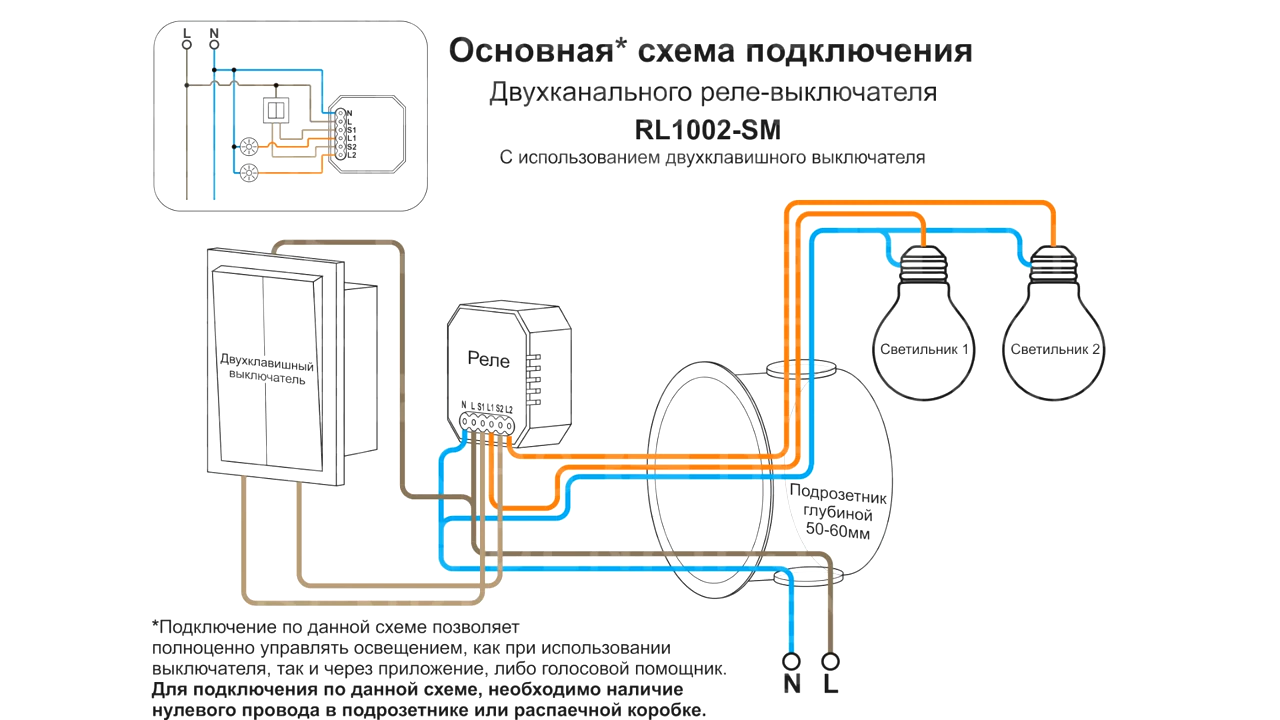 L N
Основная* схема подключения
Двухканального реле-выключателя
RL1002-SM
С использованием двухклавишного выключателя
N
L
S1
L1
S2
L2
Двухклавишный
выключатель
Реле
N L S1 L1 S2 L2
Светильник 1
Светильник 2
Подрозетник
глубиной
50-60мм
N L
*Подключение по данной схеме позволяет
полноценно управлять освещением, как при использовании
выключателя, так и через приложение, либо голосовой помощник.
Для подключения по данной схеме, необходимо наличие
нулевого провода в подрозетнике или распаечной коробке.